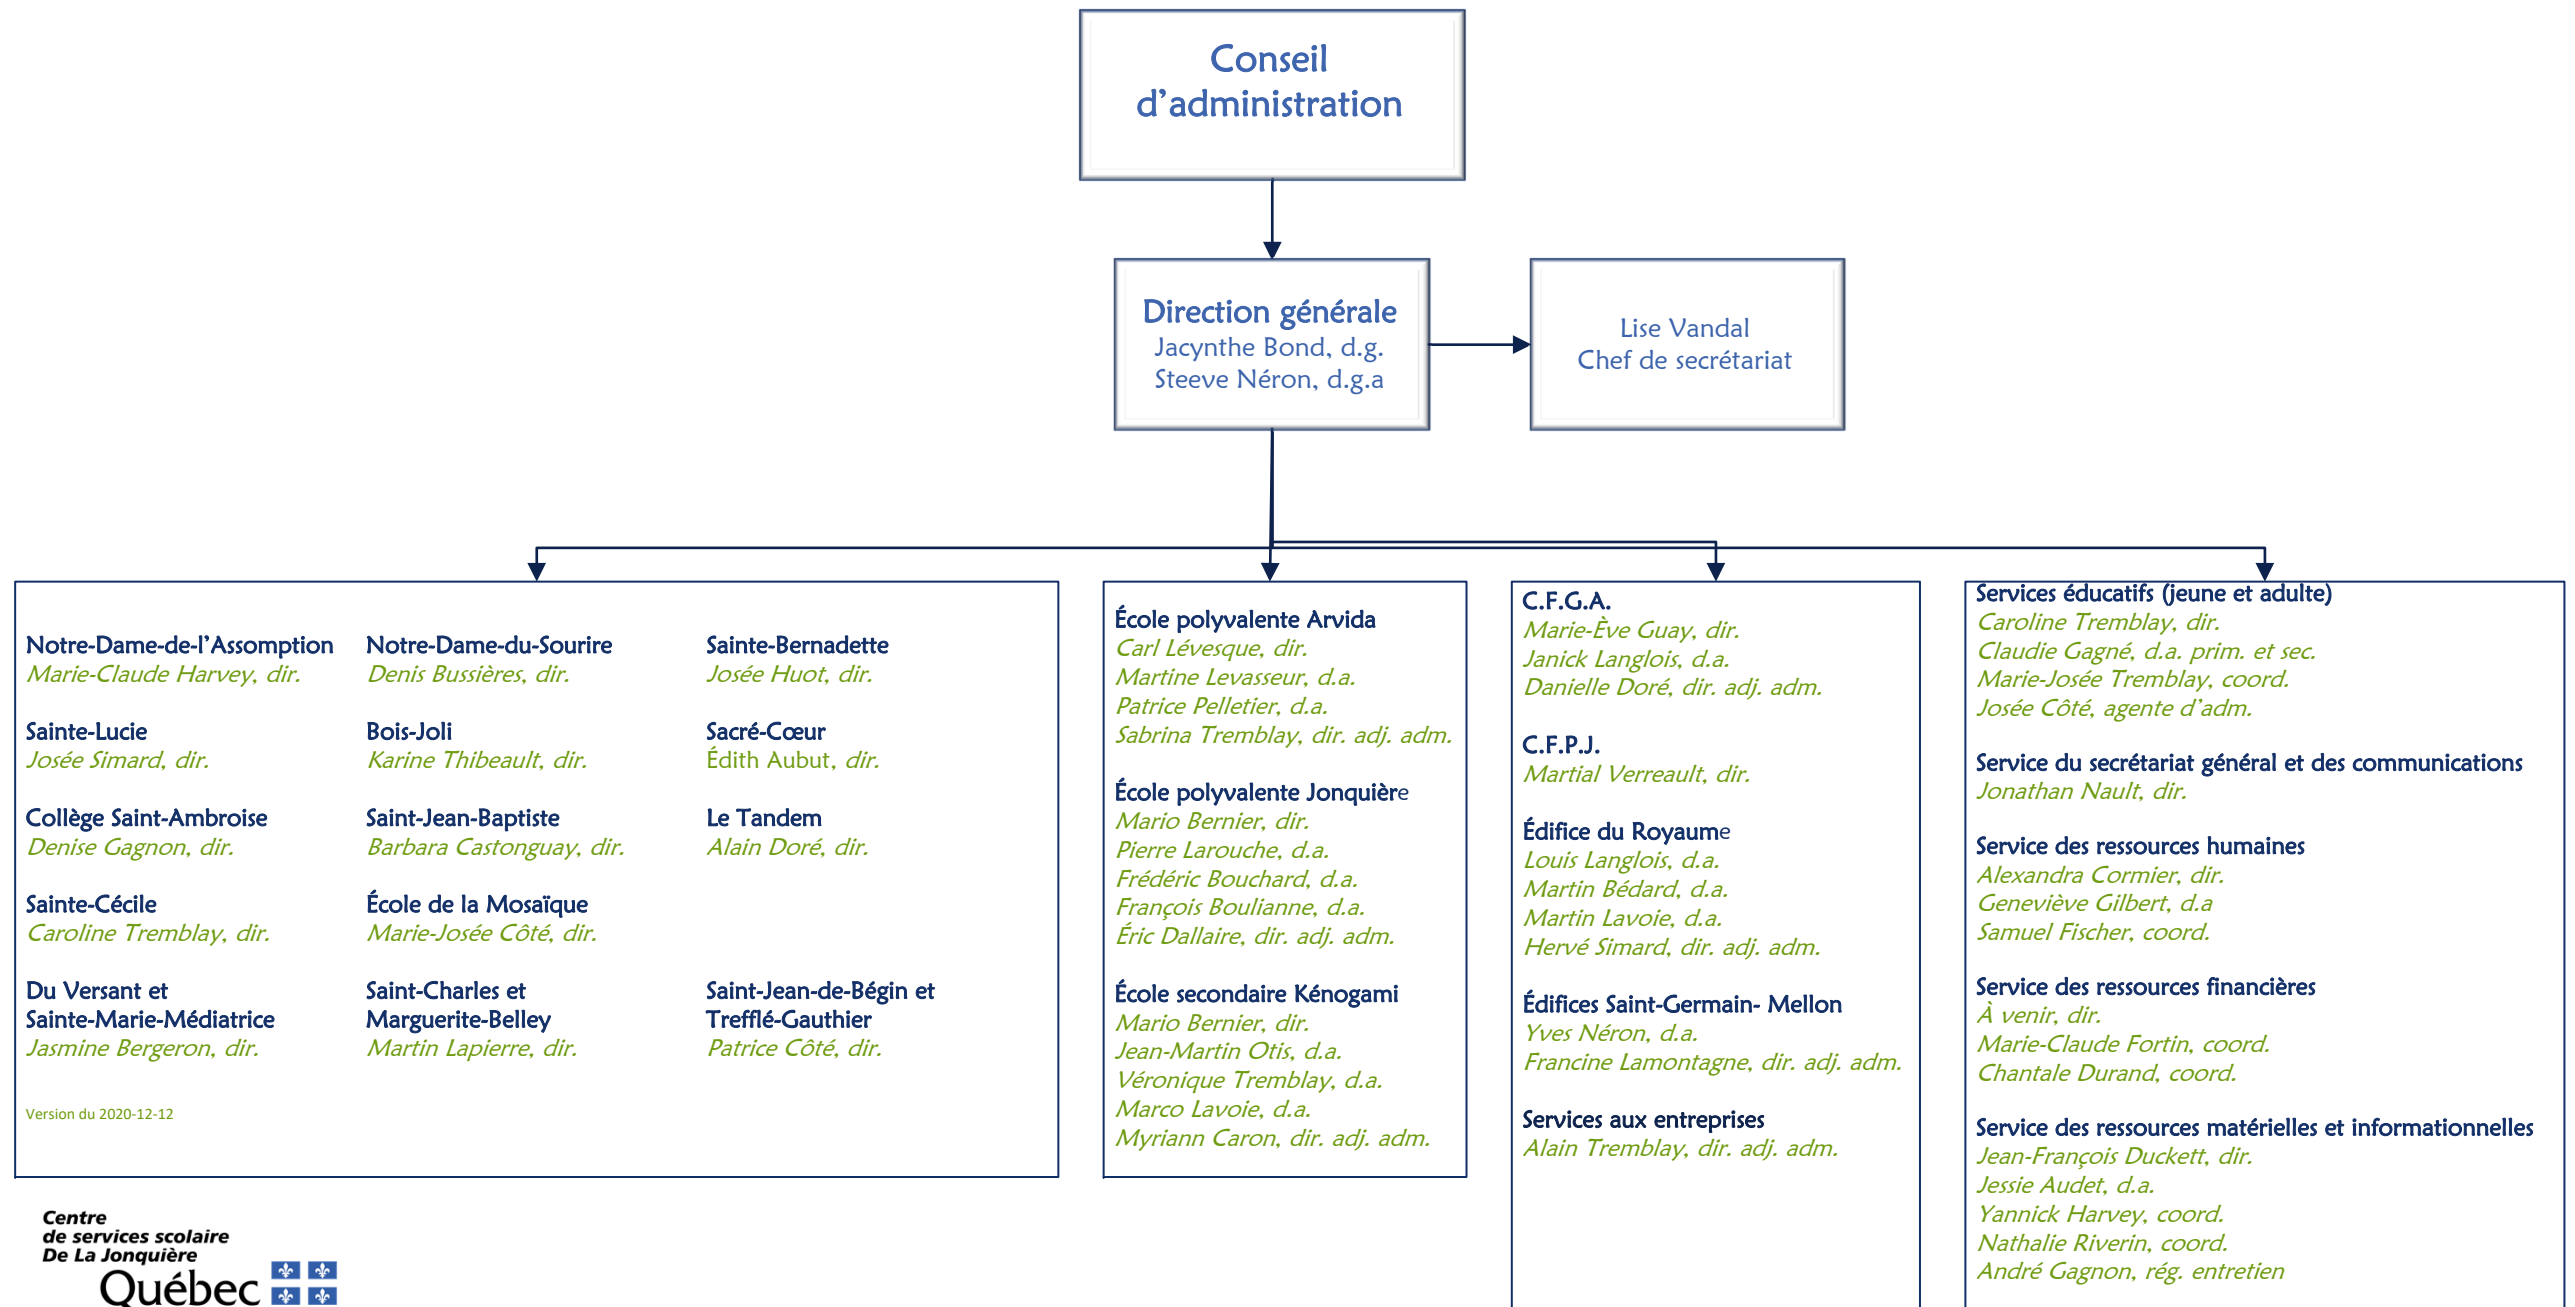 Conseil
d’administration
Direction générale
Jacynthe Bond, d.g.
Steeve Néron, d.g.a
Lise Vandal
Chef de secrétariat
Notre-Dame-de-l’Assomption
Marie-Claude Harvey, dir.
Sainte-Lucie
Josée Simard, dir.
Collège Saint-Ambroise
Denise Gagnon, dir.
Sainte-Cécile
Caroline Tremblay, dir.
Du Versant et
Sainte-Marie-Médiatrice
Jasmine Bergeron, dir.
Notre-Dame-du-Sourire
Denis Bussières, dir.
Bois-Joli
Karine Thibeault, dir.
Saint-Jean-Baptiste
Barbara Castonguay, dir.
École de la Mosaïque
Marie-Josée Côté, dir.
Saint-Charles et
Marguerite-Belley
Martin Lapierre, dir.
Sainte-Bernadette
Josée Huot, dir.
Sacré-Cœur
Édith Aubut, dir.
Le Tandem
Alain Doré, dir.
Saint-Jean-de-Bégin et
Trefflé-Gauthier
Patrice Côté, dir.
Version du 2020-12-12
École polyvalente Arvida
Carl Lévesque, dir.
Martine Levasseur, d.a.
Patrice Pelletier, d.a.
Sabrina Tremblay, dir. adj. adm.
École polyvalente Jonquière
Mario Bernier, dir.
Pierre Larouche, d.a.
Frédéric Bouchard, d.a.
François Boulianne, d.a.
Éric Dallaire, dir. adj. adm.
École secondaire Kénogami
Mario Bernier, dir.
Jean-Martin Otis, d.a.
Véronique Tremblay, d.a.
Marco Lavoie, d.a.
Myriann Caron, dir. adj. adm.
C.F.G.A.
Marie-Ève Guay, dir.
Janick Langlois, d.a.
Danielle Doré, dir. adj. adm.
C.F.P.J.
Martial Verreault, dir.
Édifice du Royaume
Louis Langlois, d.a.
Martin Bédard, d.a.
Martin Lavoie, d.a.
Hervé Simard, dir. adj. adm.
Édifices Saint-Germain- Mellon
Yves Néron, d.a.
Francine Lamontagne, dir. adj. adm.
Services aux entreprises
Alain Tremblay, dir. adj. adm.
Services éducatifs (jeune et adulte)
Caroline Tremblay, dir.
Claudie Gagné, d.a. prim. et sec.
Marie-Josée Tremblay, coord.
Josée Côté, agente d’adm.
Service du secrétariat général et des communications
Jonathan Nault, dir.
Service des ressources humaines
Alexandra Cormier, dir.
Geneviève Gilbert, d.a
Samuel Fischer, coord.
Service des ressources financières
À venir, dir.
Marie-Claude Fortin, coord.
Chantale Durand, coord.
Service des ressources matérielles et informationnelles
Jean-François Duckett, dir.
Jessie Audet, d.a.
Yannick Harvey, coord.
Nathalie Riverin, coord.
André Gagnon, rég. entretien
Centre
de services scolaire
De La Jonquière
Québec